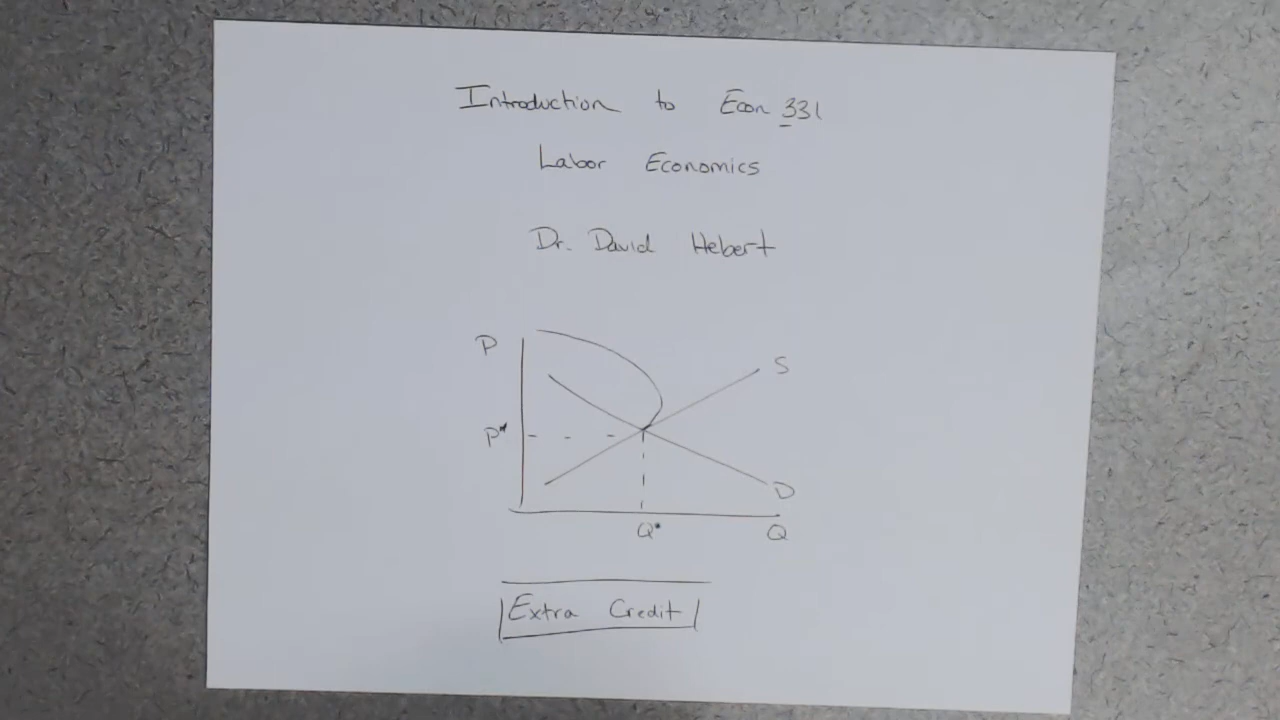 Introduction to Econ 331
Labor Economics
Dr. David Hebert
P
S
P*
D
Q*
Q
Extra Credit